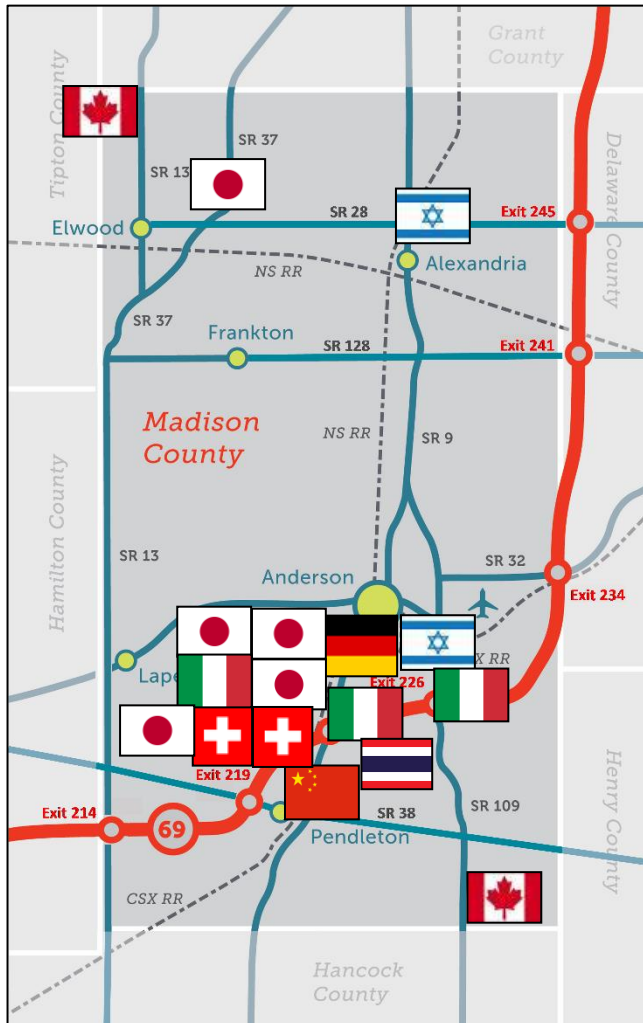 Grant
County
Tipton County
SR 37
SR 13
Delaware County
SR 28
Exit 245
Elwood
Alexandria
NS RR
SR 37
Frankton
SR 128
Exit 241
Madison
County
NS RR
SR 9
Hamilton County
SR 13
Anderson
SR 32
Exit 234
Exit 226
RR
Exit 219
Henry County
Exit 214
69
SR 38
SR 109
Pendleton
CSX RR
Hancock
County